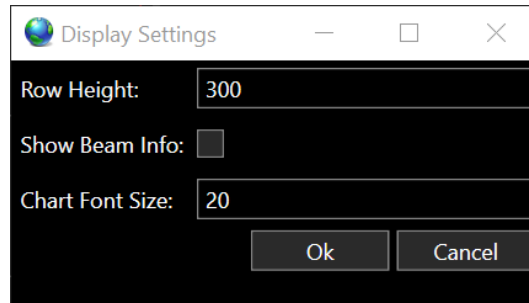 Display Settings
Row Height: 300
Show Beam Info:
Chart Font Size: 20
Ok Cancel